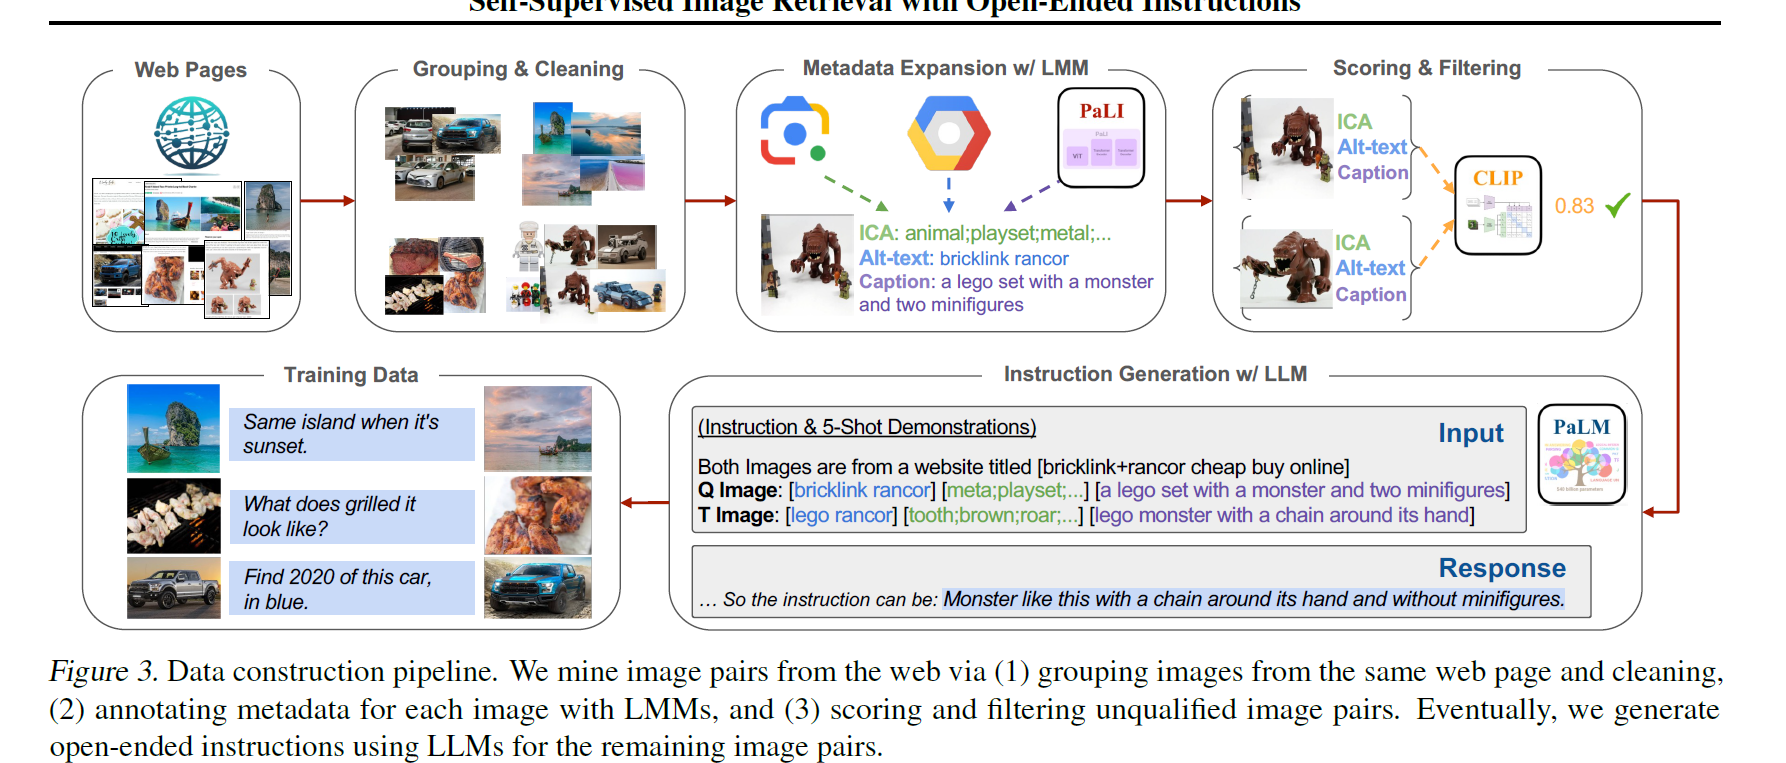 Self-Supervised Image Retrieval with Open-Ended Instructions
Web Pages
Grouping & Cleaning
Metadata Expansion w/ LMM
PaLI
PaLI
ViT
ICA: animal;playset;metal;...
Alt-text: bricklink rancor
Caption: a lego set with a monster
and two minifigures
Scoring & Filtering
ICA
Alt-text
Caption
ICA
Alt-text
Caption
CLIP
0.83
Training Data
Same island when it's
sunset.
What does grilled it
look like?
Find 2020 of this car,
in blue.
Instruction Generation w/ LLM
(Instruction & 5-Shot Demonstrations)
Input
Both Images are from a website titled [bricklink+rancor cheap buy online]
Q Image: [bricklink rancor] [meta;playset;...] [a lego set with a monster and two minifigures]
T Image: [lego rancor] [tooth;brown;roar;...] [lego monster with a chain around its hand]
PaLM
540 billion parameters
Response
... So the instruction can be: Monster like this with a chain around its hand and without minifigures.
Figure 3. Data construction pipeline. We mine image pairs from the web via (1) grouping images from the same web page and cleaning,
(2) annotating metadata for each image with LMMs, and (3) scoring and filtering unqualified image pairs. Eventually, we generate
open-ended instructions using LLMs for the remaining image pairs.